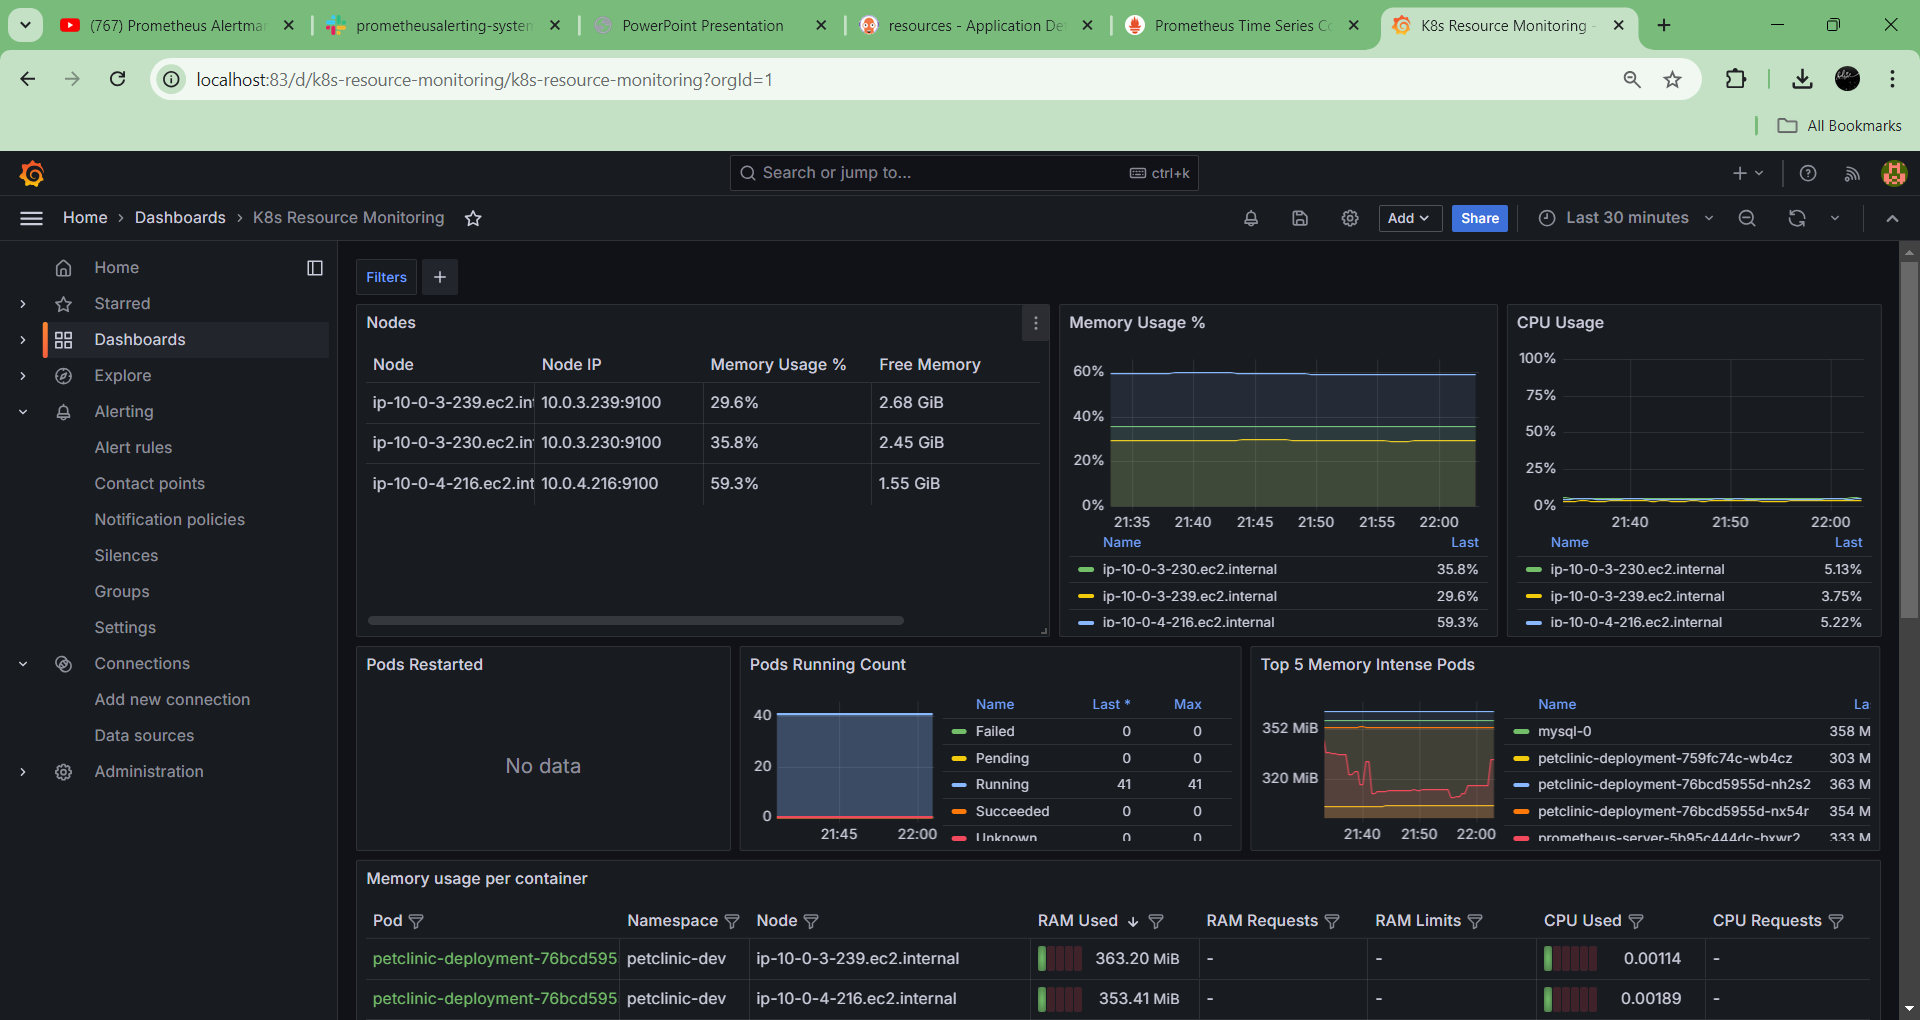 (767) Prometheus Alertma
prometheusalerting-system
PowerPoint Presentation
resources - Application De
Prometheus Time Series Co
K8s Resource Monitoring -
localhost:83/d/k8s-resource-monitoring/k8s-resource-monitoring?orgId=1
All Bookmarks
Search or jump to...
ctrl+k
Home › Dashboards › K8s Resource Monitoring
Add
Share
Last 30 minutes
Home
Starred
Dashboards
Explore
Alerting
Alert rules
Contact points
Notification policies
Silences
Groups
Settings
Connections
Add new connection
Data sources
Administration
Filters
+
Nodes
Node Node IP Memory Usage % Free Memory
ip-10-0-3-239.ec2.int 10.0.3.239:9100 29.6% 2.68 GiB
ip-10-0-3-230.ec2.int 10.0.3.230:9100 35.8% 2.45 GiB
ip-10-0-4-216.ec2.int 10.0.4.216:9100 59.3% 1.55 GiB
Memory Usage %
60%
40%
20%
0%
21:35 21:40 21:45 21:50 21:55 22:00
Name Last
ip-10-0-3-230.ec2.internal 35.8%
ip-10-0-3-239.ec2.internal 29.6%
ip-10-0-4-216.ec2.internal 59.3%
CPU Usage
100%
75%
50%
25%
0%
21:40 21:50 22:00
Name Last
ip-10-0-3-230.ec2.internal 5.13%
ip-10-0-3-239.ec2.internal 3.75%
ip-10-0-4-216.ec2.internal 5.22%
Pods Restarted
No data
Pods Running Count
40
20
0
21:45 22:00
Name Last * Max
Failed 0 0
Pending 0 0
Running 41 41
Succeeded 0 0
Unknown 0 0
Top 5 Memory Intense Pods
352 MiB
320 MiB
21:40 21:50 22:00
Name La
mysql-0 358 M
petclinic-deployment-759fc74c-wb4cz 303 M
petclinic-deployment-76bcd5955d-nh2s2 363 M
petclinic-deployment-76bcd5955d-nx54r 354 M
prometheus-server-5b95c444dc-bxwr2 333 M
Memory usage per container
Pod Namespace Node RAM Used RAM Requests RAM Limits CPU Used CPU Requests
petclinic-deployment-76bcd595 petclinic-dev ip-10-0-3-239.ec2.internal 363.20 MiB - - 0.00114 -
petclinic-deployment-76bcd595 petclinic-dev ip-10-0-4-216.ec2.internal 353.41 MiB - - 0.00189 -